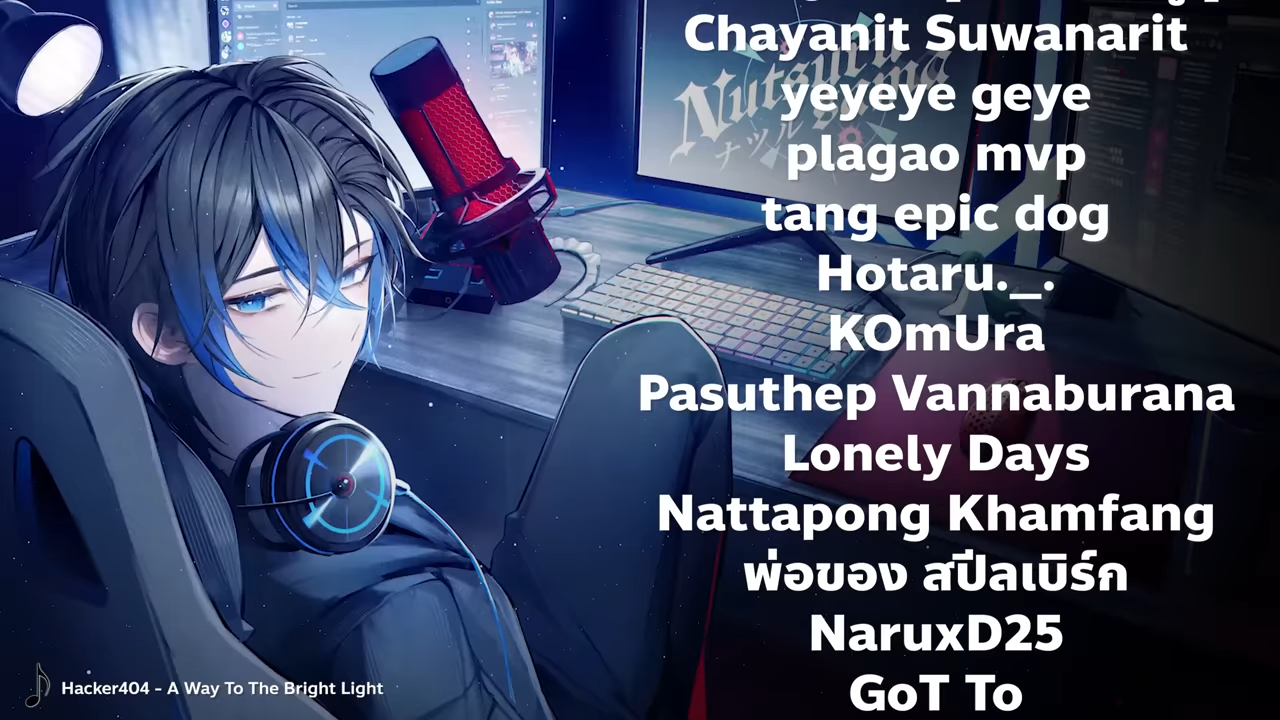 Chayanit Suwanarit
yeyeye geye
plagao mvp
tang epic dog
Hotaru._.
KOmUra
Pasuthep Vannaburana
Lonely Days
Nattapong Khamfang
พ่อของ สปีลเบิร์ก
NaruxD25
GoT To
Hacker404 - A Way To The Bright Light